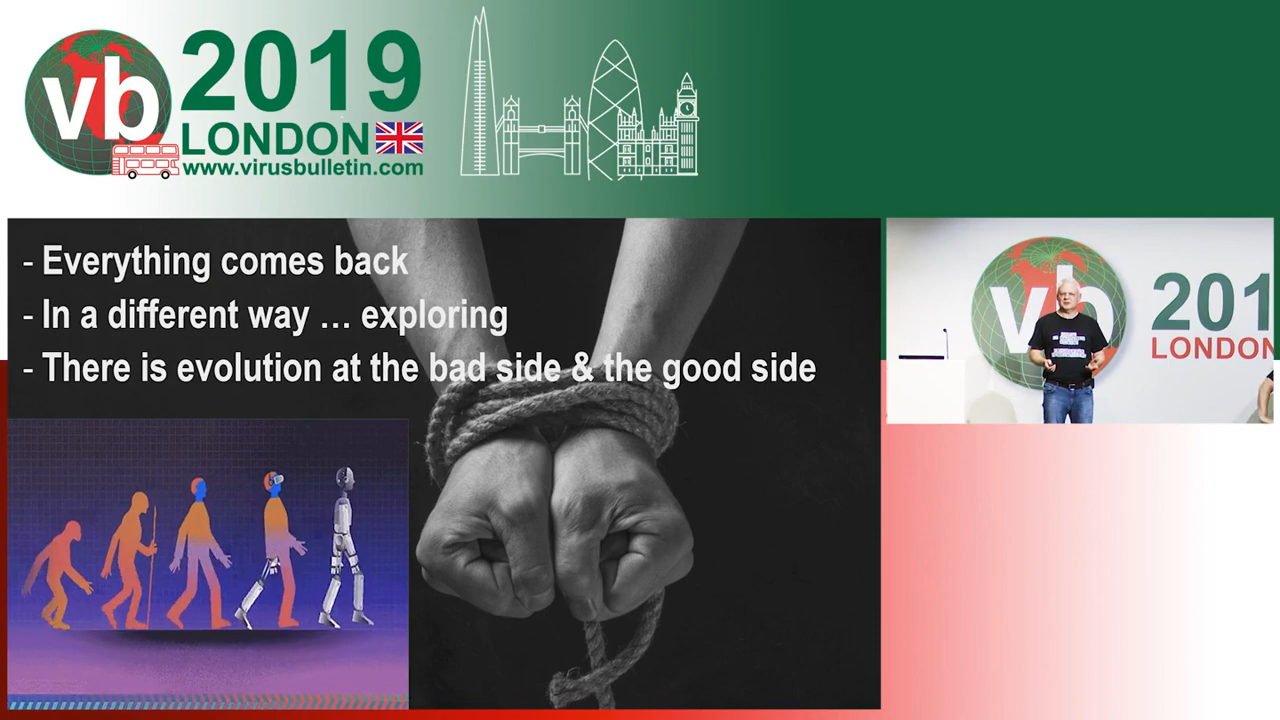 vb
2019
LONDON
www.virusbulletin.com
- Everything comes back
- In a different way … exploring
- There is evolution at the bad side & the good side
vb
201
LONDON